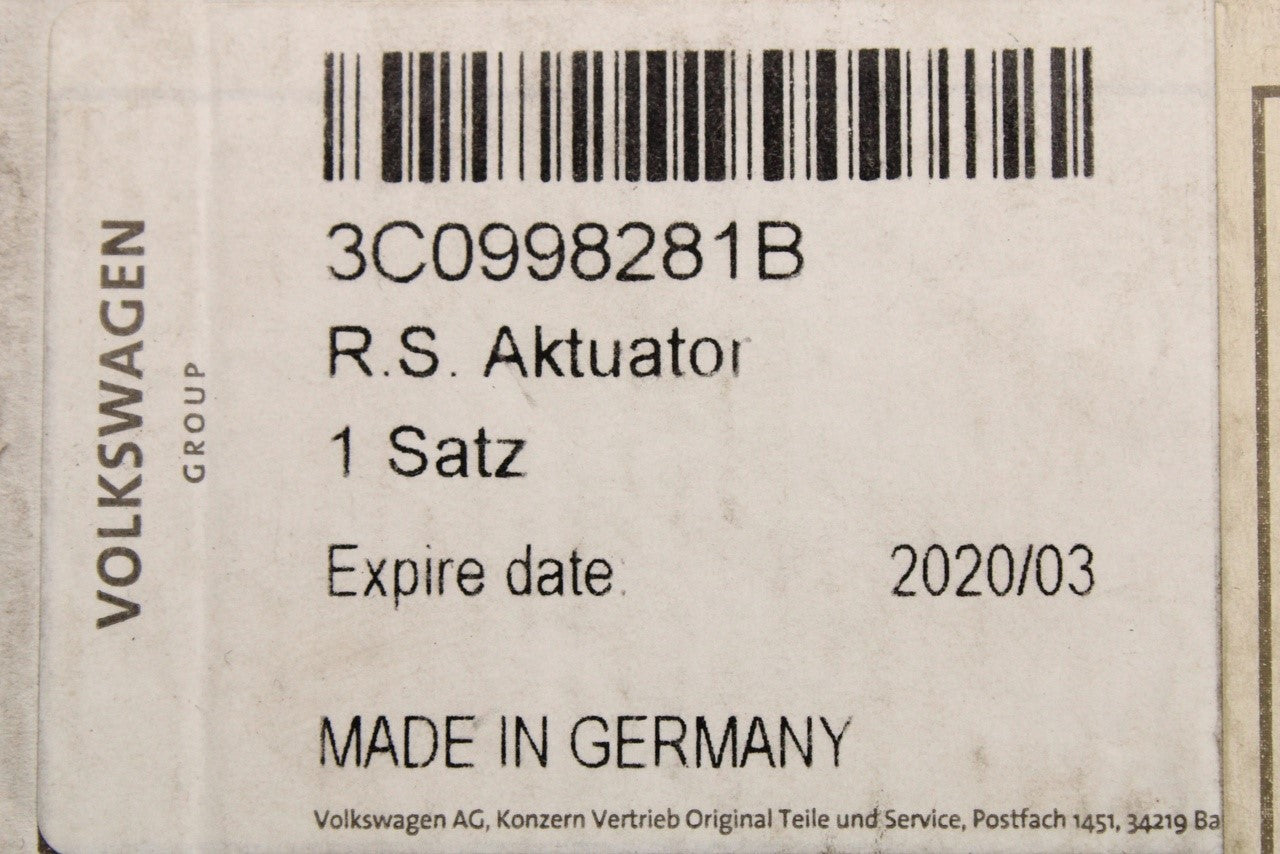 VOLKSWAGEN
GROUP
3C0998281B
R.S. Aktuator
1 Satz
Expire date: 2020/03
MADE IN GERMANY
Volkswagen AG, Konzern Vertrieb Original Teile und Service, Postfach 1451, 34219 Ba